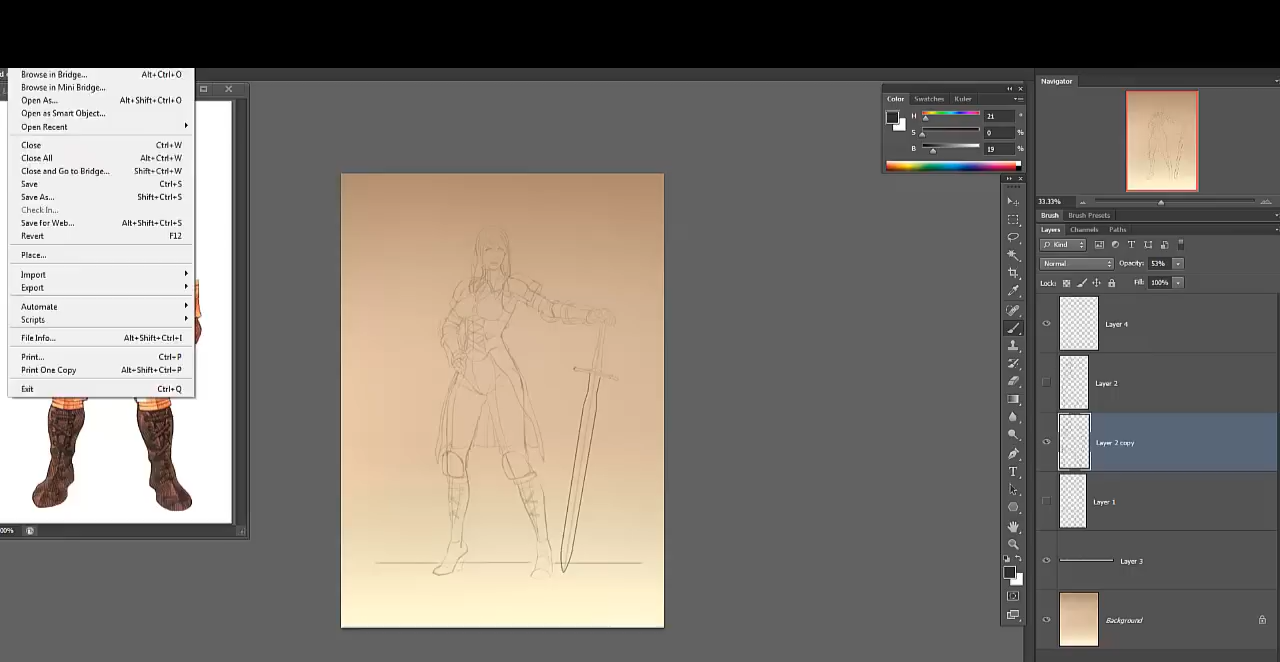 Browse in Bridge... Alt+Ctrl+O
Browse in Mini Bridge...
Open As... Alt+Shift+Ctrl+O
Open as Smart Object...
Open Recent
Close Ctrl+W
Close All Alt+Ctrl+W
Close and Go to Bridge... Shift+Ctrl+W
Save Ctrl+S
Save As... Shift+Ctrl+S
Check In...
Save for Web... Alt+Shift+Ctrl+S
Revert F12
Place...
Import
Export
Automate
Scripts
File Info... Alt+Shift+Ctrl+I
Print... Ctrl+P
Print One Copy Alt+Shift+Ctrl+P
Exit Ctrl+Q
00%
Color Swatches Kuler
H 21 °
S 0 %
B 19 %
Navigator
33.33%
Brush Brush Presets
Layers Channels Paths
Kind
Normal Opacity: 53%
Lock: Fill: 100%
Layer 4
Layer 2
Layer 2 copy
Layer 1
Layer 3
Background